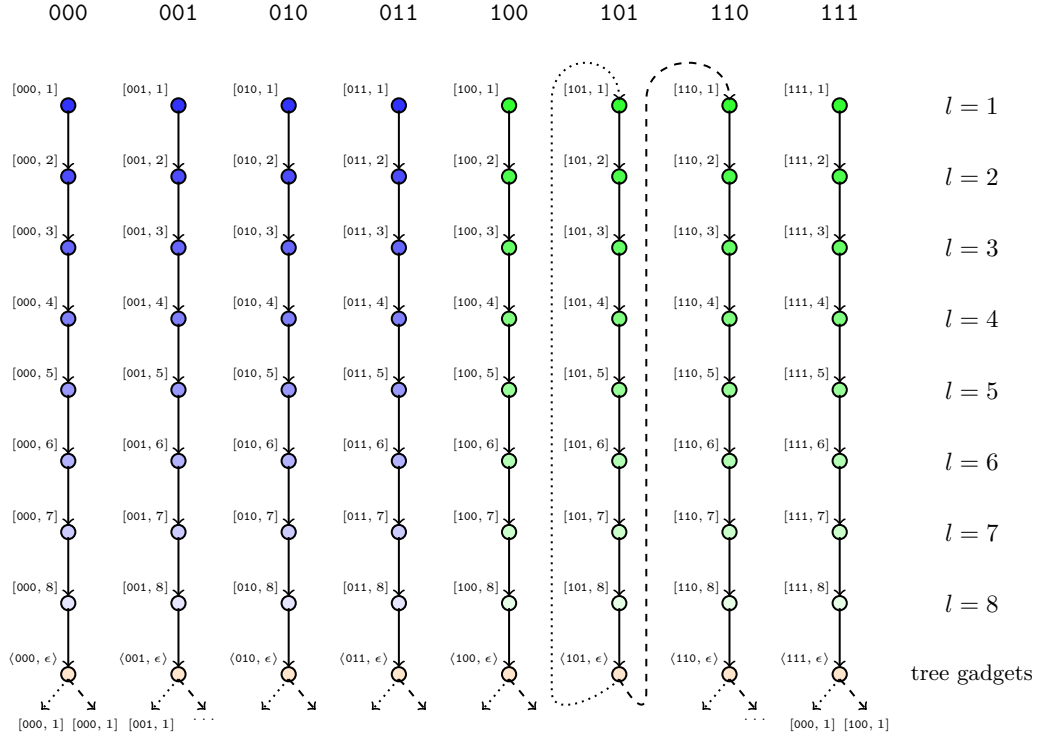 000 001 010 011 100 101 110 111
[000, 1] [001, 1] [010, 1] [011, 1] [100, 1] [101, 1] [110, 1] [111, 1] l = 1
[000, 2] [001, 2] [010, 2] [011, 2] [100, 2] [101, 2] [110, 2] [111, 2] l = 2
[000, 3] [001, 3] [010, 3] [011, 3] [100, 3] [101, 3] [110, 3] [111, 3] l = 3
[000, 4] [001, 4] [010, 4] [011, 4] [100, 4] [101, 4] [110, 4] [111, 4] l = 4
[000, 5] [001, 5] [010, 5] [011, 5] [100, 5] [101, 5] [110, 5] [111, 5] l = 5
[000, 6] [001, 6] [010, 6] [011, 6] [100, 6] [101, 6] [110, 6] [111, 6] l = 6
[000, 7] [001, 7] [010, 7] [011, 7] [100, 7] [101, 7] [110, 7] [111, 7] l = 7
[000, 8] [001, 8] [010, 8] [011, 8] [100, 8] [101, 8] [110, 8] [111, 8] l = 8
⟨000, ϵ⟩ ⟨001, ϵ⟩ ⟨010, ϵ⟩ ⟨011, ϵ⟩ ⟨100, ϵ⟩ ⟨101, ϵ⟩ ⟨110, ϵ⟩ ⟨111, ϵ⟩ tree gadgets
[000, 1] [000, 1] [001, 1] ... ... [000, 1] [100, 1]